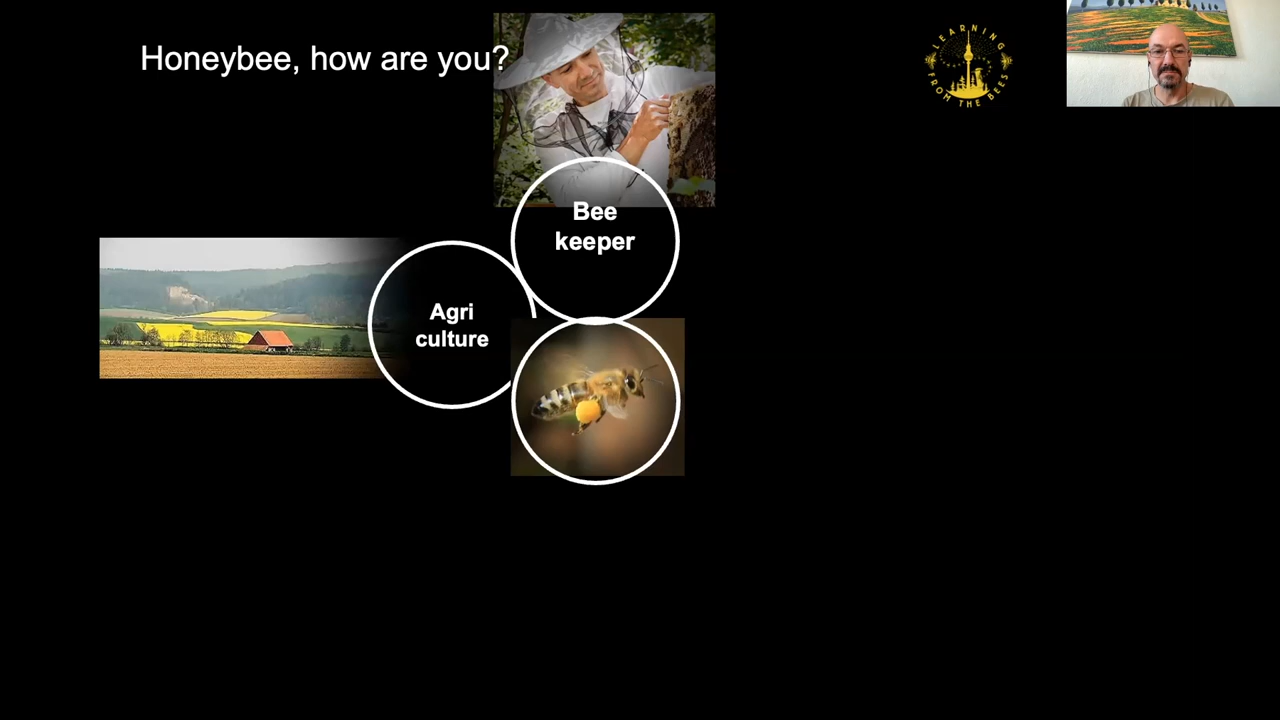 Honeybee, how are you?
LEARNING
FROM THE BEES
Bee
keeper
Agri
culture